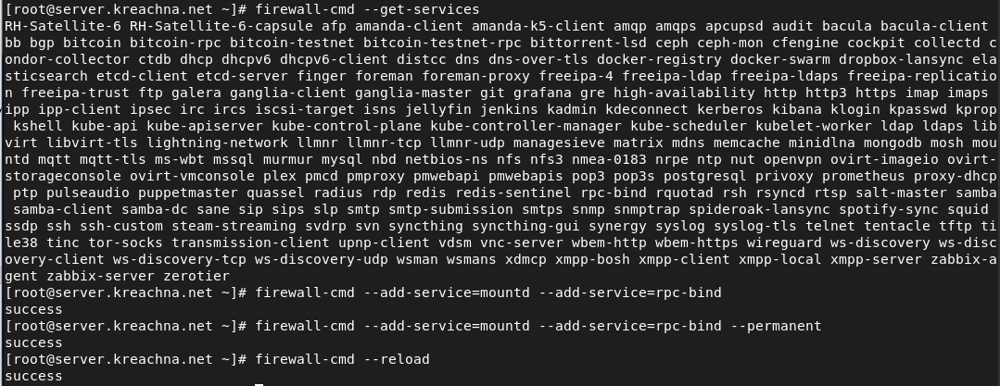 [root@server.kreachna.net ~]# firewall-cmd --get-services
RH-Satellite-6 RH-Satellite-6-capsule afp amanda-client amanda-k5-client amqp amqps apcupsd audit bacula bacula-client
bb bgp bitcoin bitcoin-rpc bitcoin-testnet bitcoin-testnet-rpc bittorrent-lsd ceph ceph-mon cfengine cockpit collectd c
ondor-collector ctdb dhcp dhcpv6 dhcpv6-client distcc dns dns-over-tls docker-registry docker-swarm dropbox-lansync ela
sticsearch etcd-client etcd-server finger foreman foreman-proxy freeipa-4 freeipa-ldap freeipa-ldaps freeipa-replicatio
n freeipa-trust ftp galera ganglia-client ganglia-master git grafana gre high-availability http http3 https imap imaps
ipp ipp-client ipsec irc ircs iscsi-target isns jellyfin jenkins kadmin kdeconnect kerberos kibana klogin kpasswd kprop
kshell kube-api kube-apiserver kube-control-plane kube-controller-manager kube-scheduler kubelet-worker ldap ldaps lib
virt libvirt-tls lightning-network llmnr llmnr-tcp llmnr-udp managesieve matrix mdns memcache minidlna mongodb mosh mou
ntd mqtt mqtt-tls ms-wbt mssql murmur mysql nbd netbios-ns nfs nfs3 nmea-0183 nrpe ntp nut openvpn ovirt-imageio ovirt-
storageconsole ovirt-vmconsole plex pmcd pmproxy pmwebapi pmwebapis pop3 pop3s postgresql privoxy prometheus proxy-dhcp
ptp pulseaudio puppetmaster quassel radius rdp redis redis-sentinel rpc-bind rquotad rsh rsyncd rtsp salt-master samba
samba-client samba-dc sane sip sips slp smtp smtp-submission smtps snmp snmptrap spideroak-lansync spotify-sync squid
ssdp ssh ssh-custom steam-streaming svdrp svn syncthing syncthing-gui synergy syslog syslog-tls telnet tentacle tftp ti
le38 tinc tor-socks transmission-client upnp-client vdsm vnc-server wbem-http wbem-https wireguard ws-discovery ws-disc
overy-client ws-discovery-tcp ws-discovery-udp wsman wsmans xdmcp xmpp-bosh xmpp-client xmpp-local xmpp-server zabbix-a
gent zabbix-server zerotier
[root@server.kreachna.net ~]# firewall-cmd --add-service=mountd --add-service=rpc-bind
success
[root@server.kreachna.net ~]# firewall-cmd --add-service=mountd --add-service=rpc-bind --permanent
success
[root@server.kreachna.net ~]# firewall-cmd --reload
success